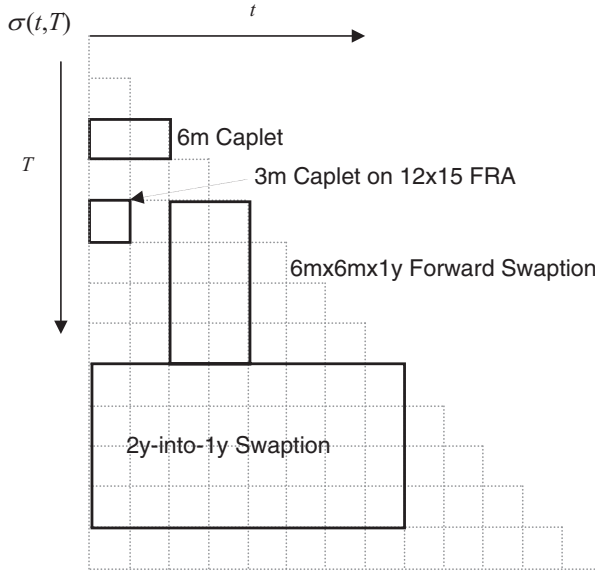 σ(t,T)
t
T
6m Caplet
3m Caplet on 12x15 FRA
6mx6mx1y Forward Swaption
2y-into-1y Swaption